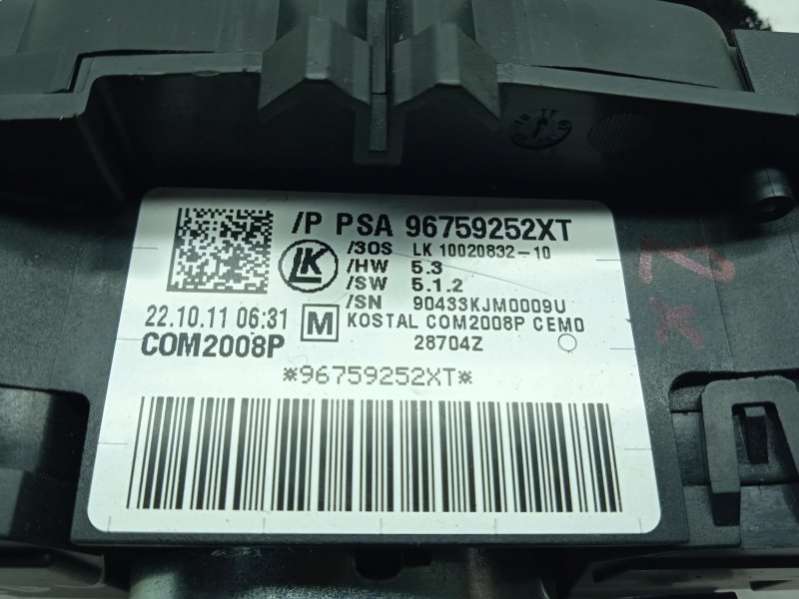 /P PSA 96759252XT
LK
/3OS LK 10020832-10
/HW 5.3
/SW 5.1.2
/SN 90433KJM0009U
22.10.11 06:31 M KOSTAL COM2008P CEM0
COM2008P 28704Z
*96759252XT*